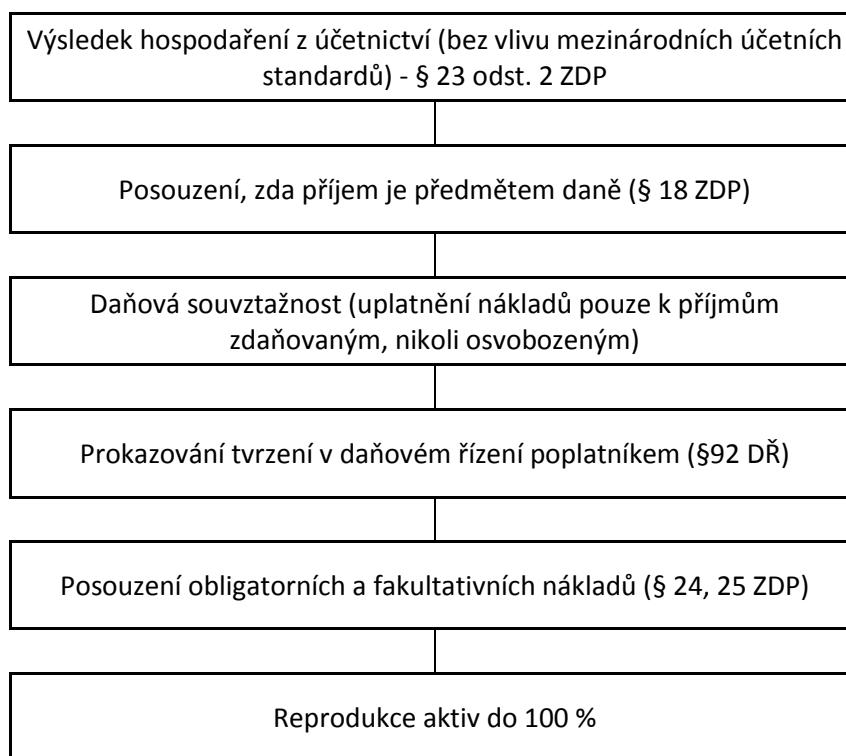 Výsledek hospodaření z účetnictví (bez vlivu mezinárodních účetních
standardů) - § 23 odst. 2 ZDP
Posouzení, zda příjem je předmětem daně (§ 18 ZDP)
Daňová souvztažnost (uplatnění nákladů pouze k příjmům
zdaňovaným, nikoli osvobozeným)
Prokazování tvrzení v daňovém řízení poplatníkem (§92 DŘ)
Posouzení obligatorních a fakultativních nákladů (§ 24, 25 ZDP)
Reprodukce aktiv do 100 %